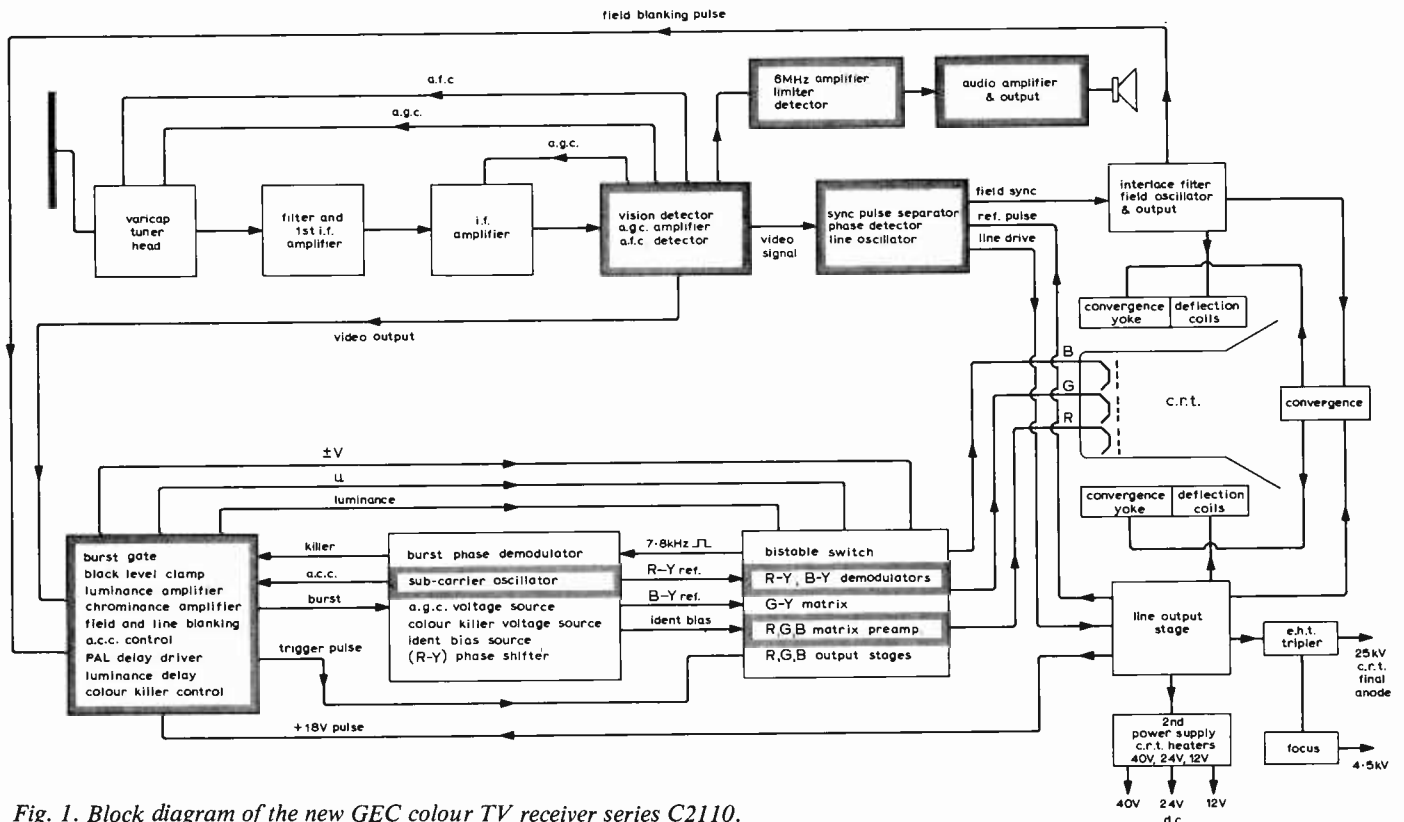 field blanking pulse
a.f.c
a.g.c.
a.g.c.
6MHz amplifier
limiter
detector
audio amplifier
& output
varicap
tuner
head
filter and
1st i.f.
amplifier
i.f.
amplifier
vision detector
a.g.c. amplifier
a.f.c detector
video
signal
sync pulse separator
phase detector
line oscillator
field sync
ref. pulse
line drive
interlace filter
field oscillator
& output
video output
convergence
yoke
deflection
coils
B
G
R
c.r.t.
convergence
convergence
yoke
deflection
coils
±V
U
luminance
burst gate
black level clamp
luminance amplifier
chrominance amplifier
field and line blanking
a.c.c. control
PAL delay driver
luminance delay
colour killer control
killer
a.c.c.
burst
trigger pulse
+18V pulse
burst phase demodulator
sub-carrier oscillator
a.g.c. voltage source
colour killer voltage source
ident bias source
(R-Y) phase shifter
7·8kHz
R-Y ref.
B-Y ref.
ident bias
bistable switch
R-Y, B-Y demodulators
G-Y matrix
R,G,B matrix preamp
R,G,B output stages
line output
stage
e.h.t.
tripler
25kV
c.r.t.
final
anode
focus
4·5kV
2nd
power supply
c.r.t. heaters
40V, 24V, 12V
40V
24V
12V
d.c.
Fig. 1. Block diagram of the new GEC colour TV receiver series C2110.